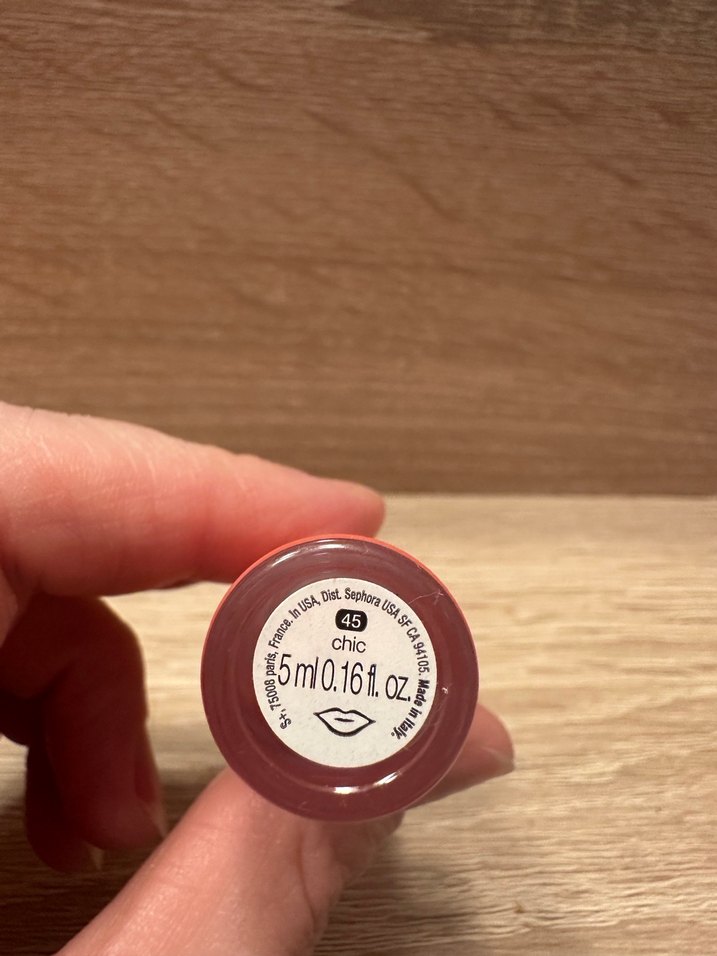 S+, 75008 paris, France. In USA, Dist. Sephora USA SF CA 94105. Made in Italy.
45
chic
5 ml 0.16 fl. oz.